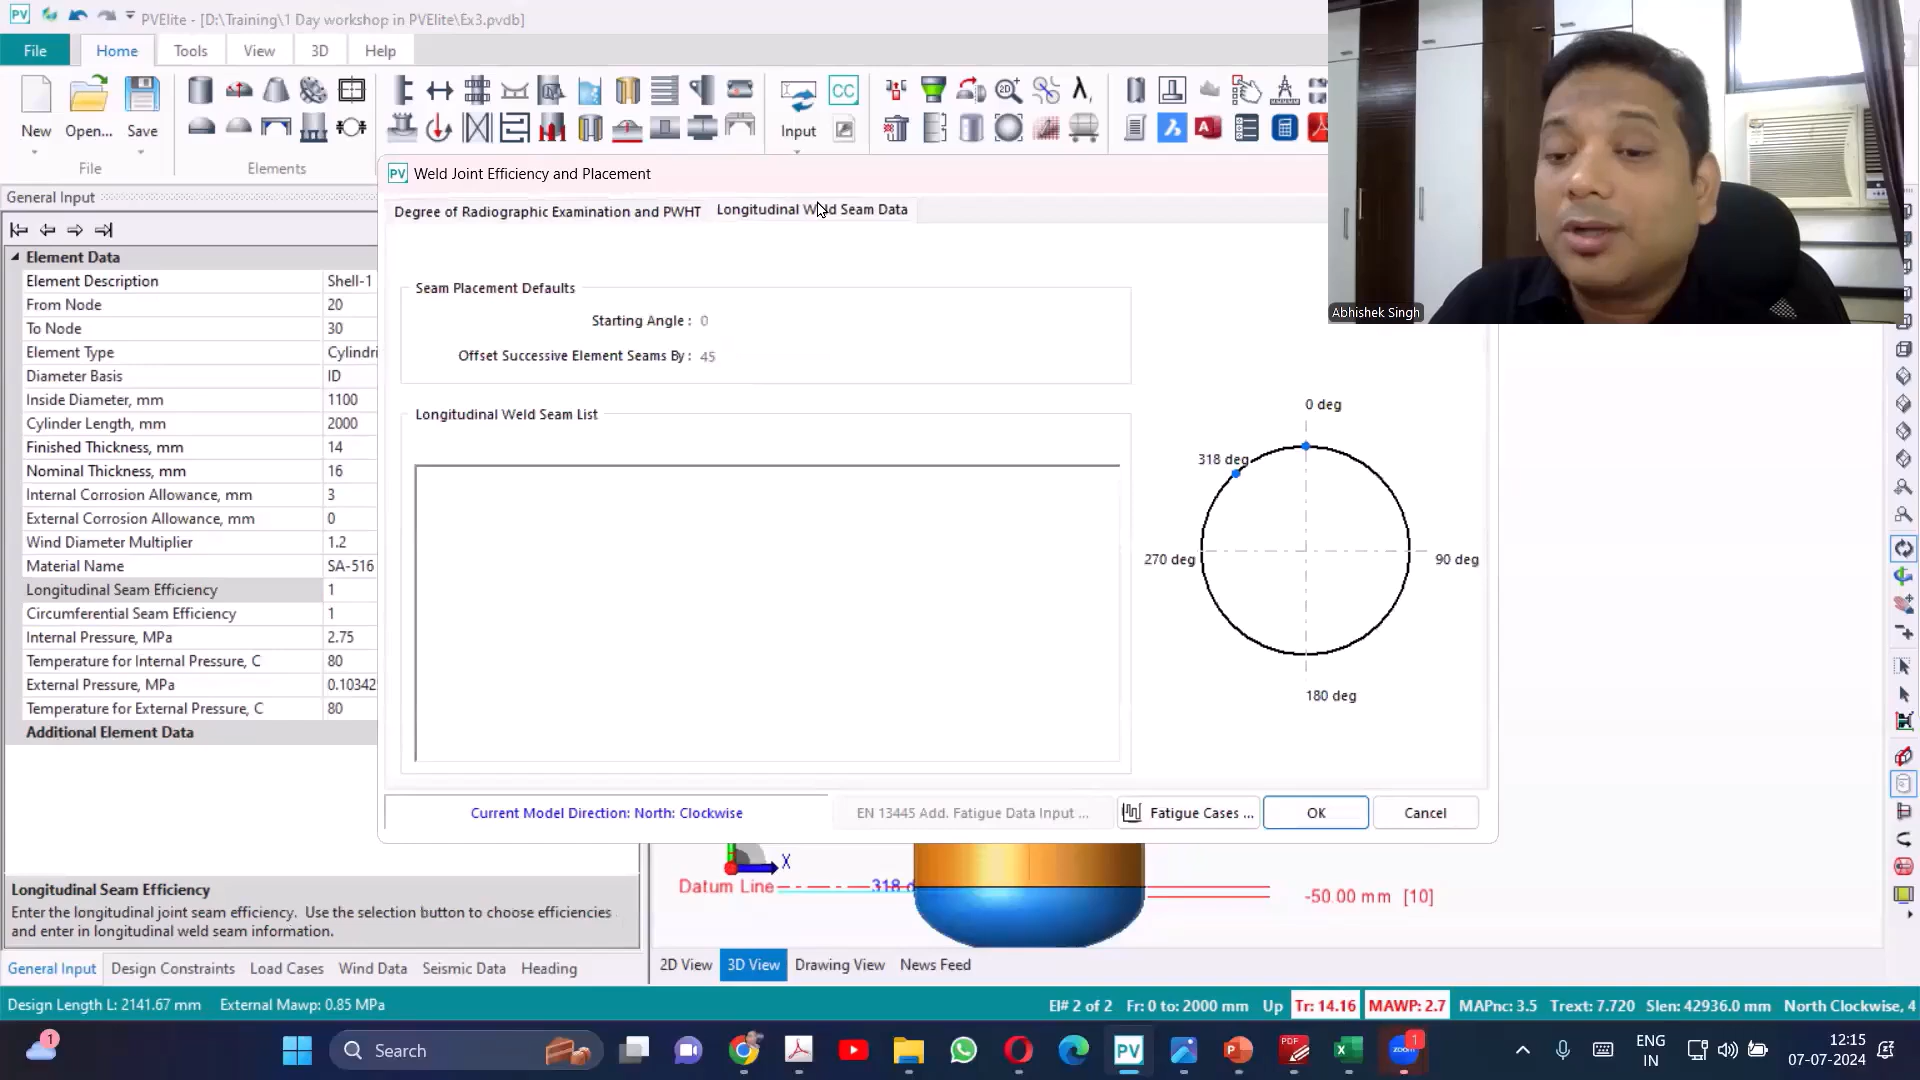 PVElite - [D:\Training\1 Day workshop in PVElite\Ex3.pvdb]
File Home Tools View 3D Help
CC
2D
New Open... Save Input
File Elements
General Input
PV Weld Joint Efficiency and Placement
Degree of Radiographic Examination and PWHT Longitudinal Weld Seam Data
Element Data
Element Description Shell-1
From Node 20
To Node 30
Element Type Cylindri
Diameter Basis ID
Inside Diameter, mm 1100
Cylinder Length, mm 2000
Finished Thickness, mm 14
Nominal Thickness, mm 16
Internal Corrosion Allowance, mm 3
External Corrosion Allowance, mm 0
Wind Diameter Multiplier 1.2
Material Name SA-516
Longitudinal Seam Efficiency 1
Circumferential Seam Efficiency 1
Internal Pressure, MPa 2.75
Temperature for Internal Pressure, C 80
External Pressure, MPa 0.10342
Temperature for External Pressure, C 80
Additional Element Data
Seam Placement Defaults
Starting Angle : 0
Offset Successive Element Seams By : 45
Longitudinal Weld Seam List
0 deg
318 deg
270 deg 90 deg
180 deg
Abhishek Singh
Current Model Direction: North: Clockwise EN 13445 Add. Fatigue Data Input ... Fatigue Cases ... OK Cancel
X
Datum Line 318 d -50.00 mm [10]
Longitudinal Seam Efficiency
Enter the longitudinal joint seam efficiency. Use the selection button to choose efficiencies
and enter in longitudinal weld seam information.
General Input Design Constraints Load Cases Wind Data Seismic Data Heading
2D View 3D View Drawing View News Feed
Design Length L: 2141.67 mm External Mawp: 0.85 MPa El# 2 of 2 Fr: 0 to: 2000 mm Up Tr: 14.16 MAWP: 2.7 MAPnc: 3.5 Trext: 7.720 Slen: 42936.0 mm North Clockwise, 4
1 Search PV PDF zoom 1 ENG
IN 12:15
07-07-2024